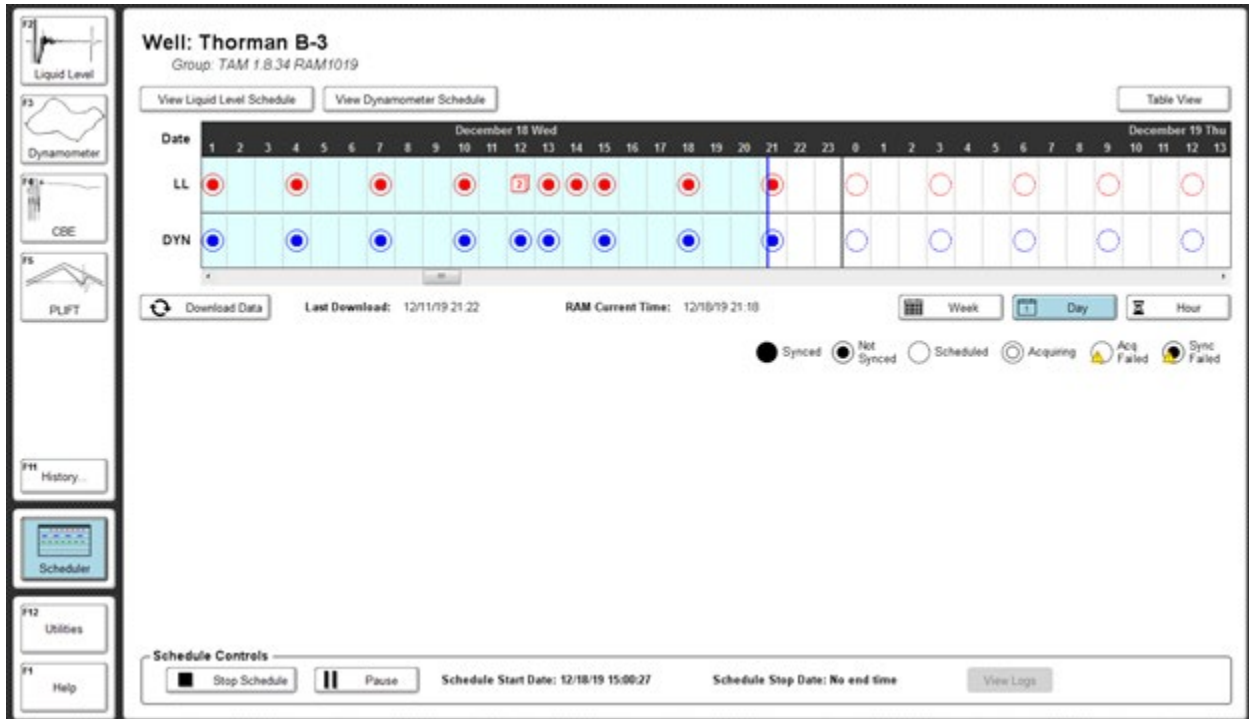 Well: Thorman B-3
Group: TAM 1.8.34 RAM1019
View Liquid Level Schedule View Dynamometer Schedule Table View
Date December 18 Wed December 19 Thu
1 2 3 4 5 6 7 8 9 10 11 12 13 14 15 16 17 18 19 20 21 22 23 0 1 2 3 4 5 6 7 8 9 10 11 12 13
LL 2
DYN
Download Data Last Download: 12/11/19 21:22 RAM Current Time: 12/18/19 21:18 Week 1 Day Hour
Synced Not Synced Scheduled Acquiring Acq Failed Sync Failed
F2
Liquid Level
F3
Dynamometer
F4
CBE
F5
PLIFT
F11
History...
Scheduler
F12
Utilities
F1
Help
Schedule Controls
Stop Schedule Pause Schedule Start Date: 12/18/19 15:00:27 Schedule Stop Date: No end time View Logs